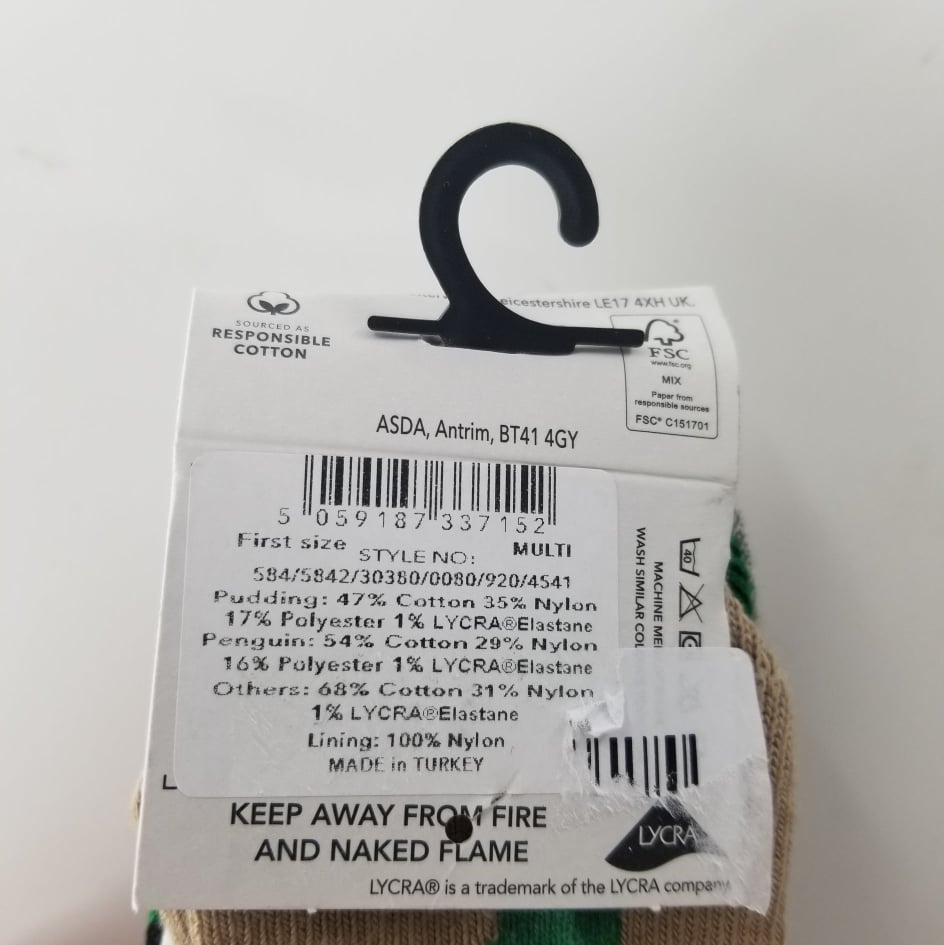 eicestershire LE17 4XH UK.
SOURCED AS
RESPONSIBLE
COTTON
FSC
www.fsc.org
MIX
Paper from
responsible sources
FSC® C151701
ASDA, Antrim, BT41 4GY
5 059187 337152
First size
STYLE NO:
MULTI
584/5842/30380/0080/920/4541
Pudding: 47% Cotton 35% Nylon
17% Polyester 1% LYCRA®Elastane
Penguin: 54% Cotton 29% Nylon
16% Polyester 1% LYCRA®Elastane
Others: 68% Cotton 31% Nylon
1% LYCRA®Elastane
Lining: 100% Nylon
MADE in TURKEY
40
MACHINE
WASH SIMILAR
KEEP AWAY FROM FIRE
AND NAKED FLAME
LYCRA
LYCRA® is a trademark of the LYCRA company